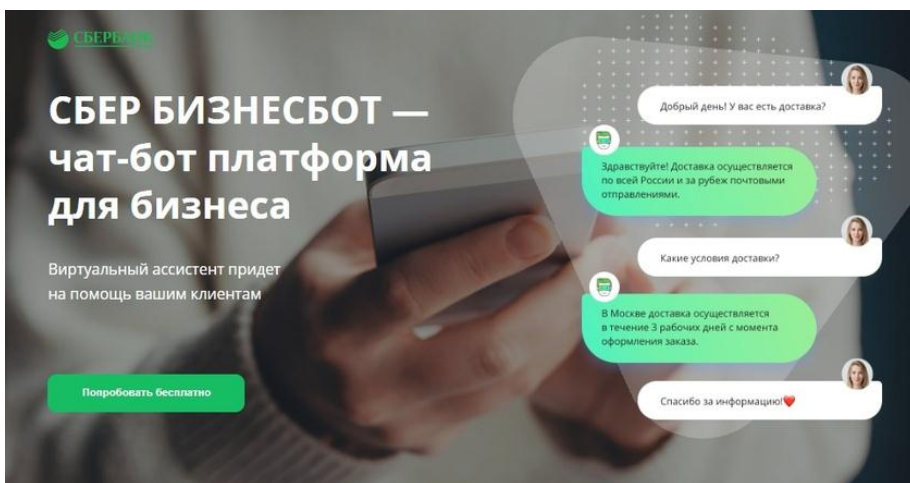 СБЕРБАНК
СБЕР БИЗНЕСБОТ —
чат-бот платформа
для бизнеса
Виртуальный ассистент придет
на помощь вашим клиентам
Попробовать бесплатно
Добрый день! У вас есть доставка?
Здравствуйте! Доставка осуществляется
по всей России и за рубеж почтовыми
отправлениями.
Какие условия доставки?
В Москве доставка осуществляется
в течение 3 рабочих дней с момента
оформления заказа.
Спасибо за информацию!❤️